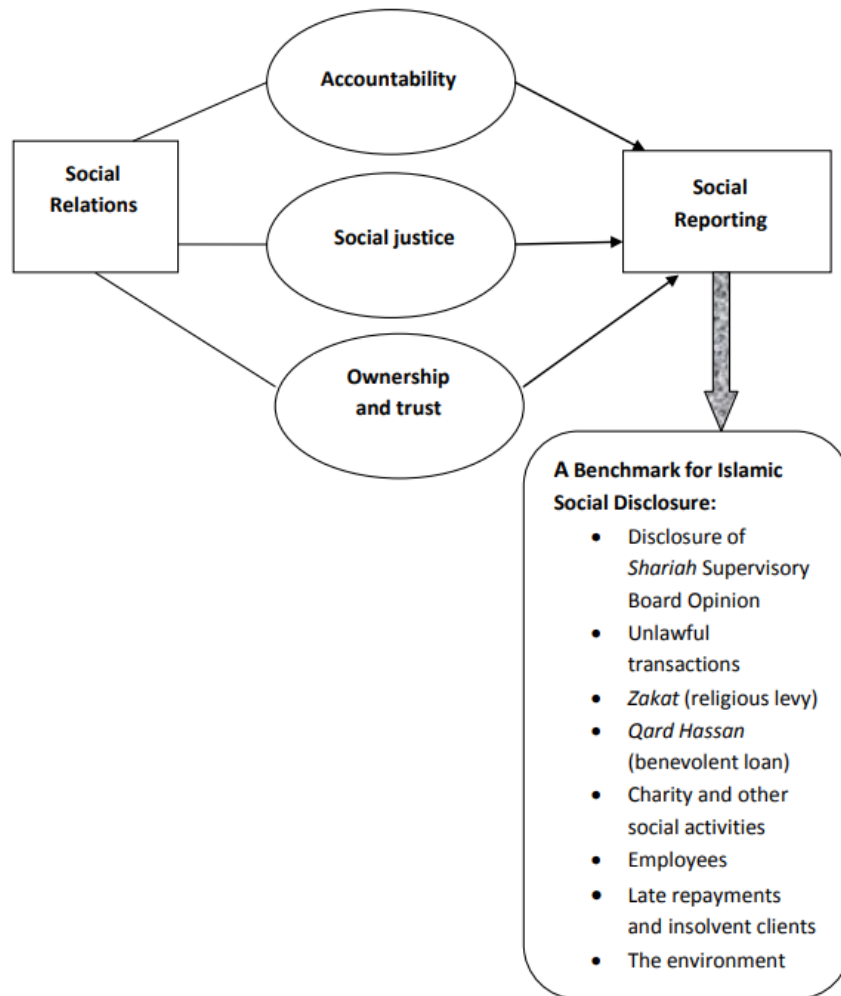 Accountability
Social
Relations
Social
Reporting
Social justice
Ownership
and trust
A Benchmark for Islamic
Social Disclosure:
• Disclosure of
Shariah Supervisory
Board Opinion
• Unlawful
transactions
• Zakat (religious levy)
• Qard Hassan
(benevolent loan)
• Charity and other
social activities
• Employees
• Late repayments
and insolvent clients
• The environment